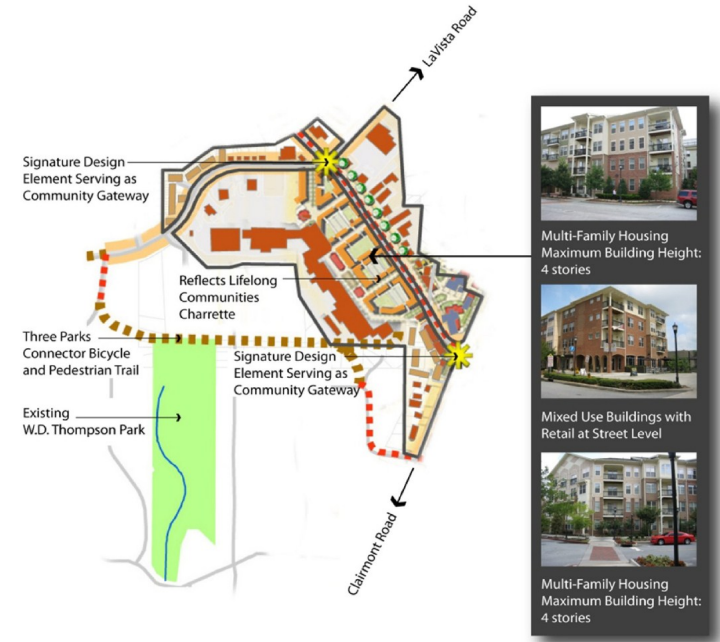 LaVista Road
Signature Design
Element Serving as
Community Gateway
Reflects Lifelong
Communities
Charrette
Three Parks
Connector Bicycle
and Pedestrian Trail
Signature Design
Element Serving as
Community Gateway
Existing
W.D. Thompson Park
Clairmont Road
Multi-Family Housing
Maximum Building Height:
4 stories
Mixed Use Buildings with
Retail at Street Level
Multi-Family Housing
Maximum Building Height:
4 stories